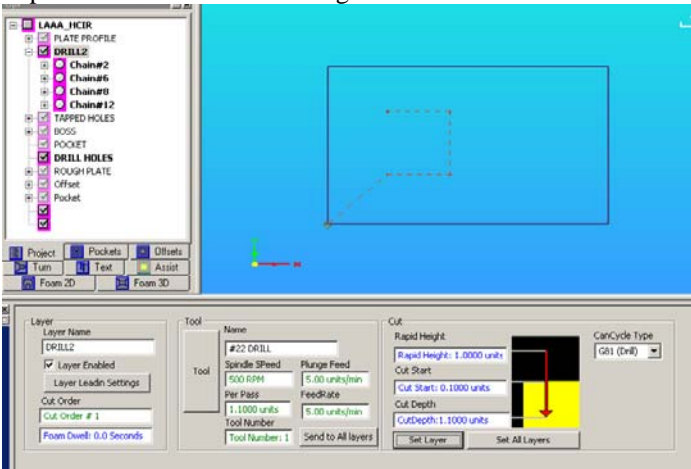 LAAA_HCIR
PLATE PROFILE
DRILL2
Chain#2
Chain#6
Chain#8
Chain#12
TAPPED HOLES
BOSS
POCKET
DRILL HOLES
ROUGH PLATE
Offset
Pocket
Project Pockets Offsets
Turn Text Assist
Foam 2D Foam 3D
Layer
Layer Name
DRILL2
Layer Enabled
Layer Leadin Settings
Cut Order
Cut Order # 1
Foam Dwell: 0.0 Seconds
Tool
Tool
Name
#22 DRILL
Spindle SPeed Plunge Feed
500 RPM 5.00 units/min
Per Pass FeedRate
1.1000 units 5.00 units/min
Tool Number
Tool Number: 1 Send to All layers
Cut
Rapid Height
Rapid Height: 1.0000 units
Cut Start
Cut Start: 0.1000 units
Cut Depth
CutDepth:1.1000 units
Set Layer Set All Layers
CanCycle Type
G81 (Drill)